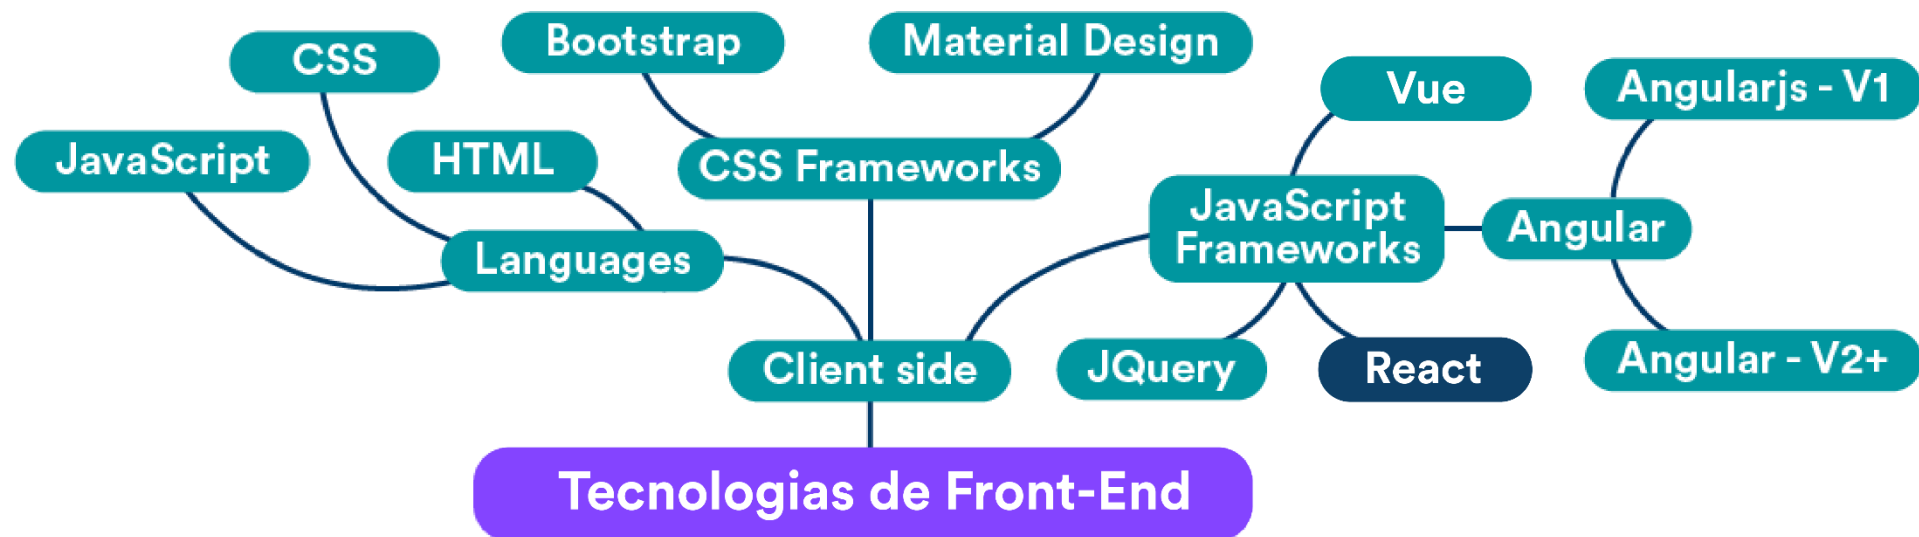 Bootstrap
Material Design
CSS
Vue
Angularjs - V1
JavaScript
HTML
CSS Frameworks
JavaScript
Frameworks
Angular
Languages
Client side
JQuery
React
Angular - V2+
Tecnologias de Front-End